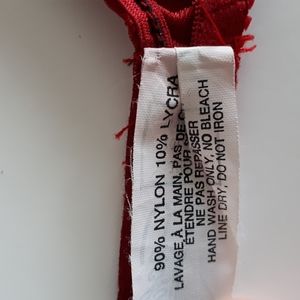 90% NYLON 10% LYCRA
LAVAGE À LA MAIN, PAS DE
ÉTENDRE POUR
NE PAS REPASSER
HAND WASH ONLY, NO BLEACH
LINE DRY, DO NOT IRON